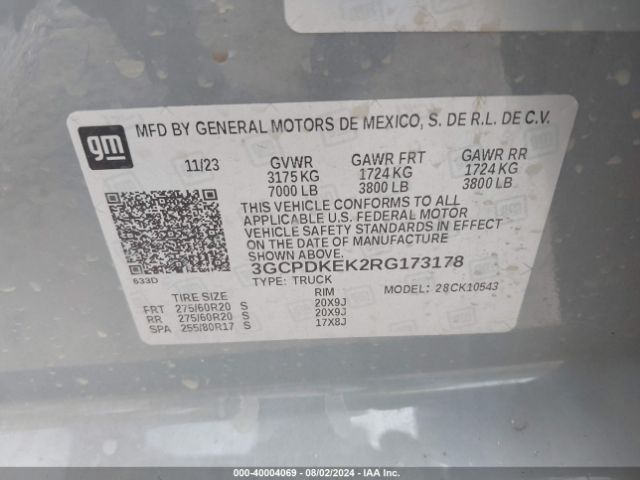 gm
MFD BY GENERAL MOTORS DE MEXICO, S. DE R.L. DE C.V.
11/23 GVWR GAWR FRT GAWR RR
3175 KG 1724 KG 1724 KG
7000 LB 3800 LB 3800 LB
THIS VEHICLE CONFORMS TO ALL
APPLICABLE U.S. FEDERAL MOTOR
VEHICLE SAFETY STANDARDS IN EFFECT
ON THE DATE OF MANUFACTURE
SHOWN ABOVE.
633D
3GCPDKEK2RG173178
TYPE: TRUCK MODEL: 28CK10543
TIRE SIZE RIM
FRT 275/60R20 S 20X9J
RR 275/60R20 S 20X9J
SPA 255/80R17 S 17X8J
000-40004069 - 08/02/2024 - IAA Inc.